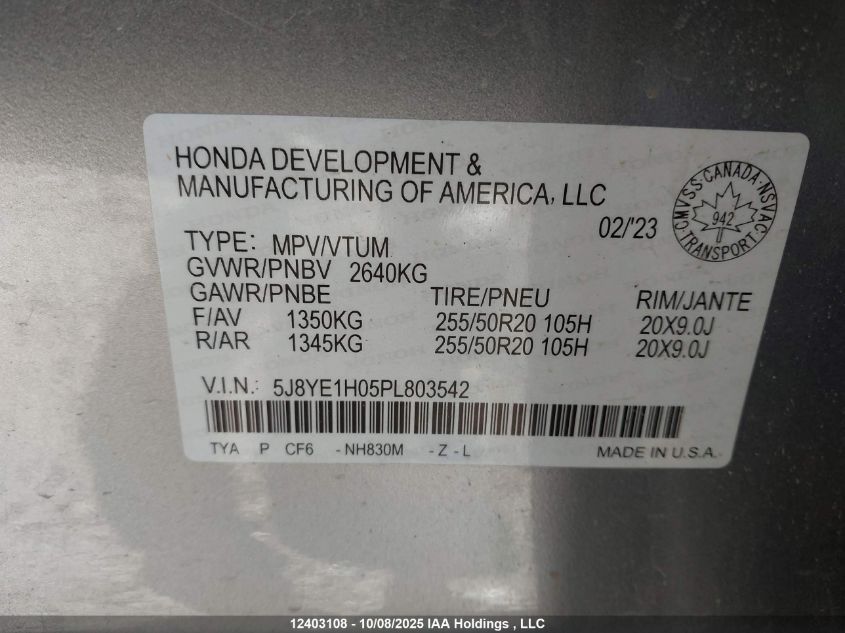 HONDA DEVELOPMENT &
MANUFACTURING OF AMERICA, LLC
02/'23
CMVSS-CANADA-NSVAC
942
TRANSPORT
TYPE: MPV/VTUM
GVWR/PNBV 2640KG
GAWR/PNBE TIRE/PNEU RIM/JANTE
F/AV 1350KG 255/50R20 105H 20X9.0J
R/AR 1345KG 255/50R20 105H 20X9.0J
V.I.N.: 5J8YE1H05PL803542
TYA P CF6 -NH830M -Z-L MADE IN U.S.A.
12403108 - 10/08/2025 IAA Holdings , LLC